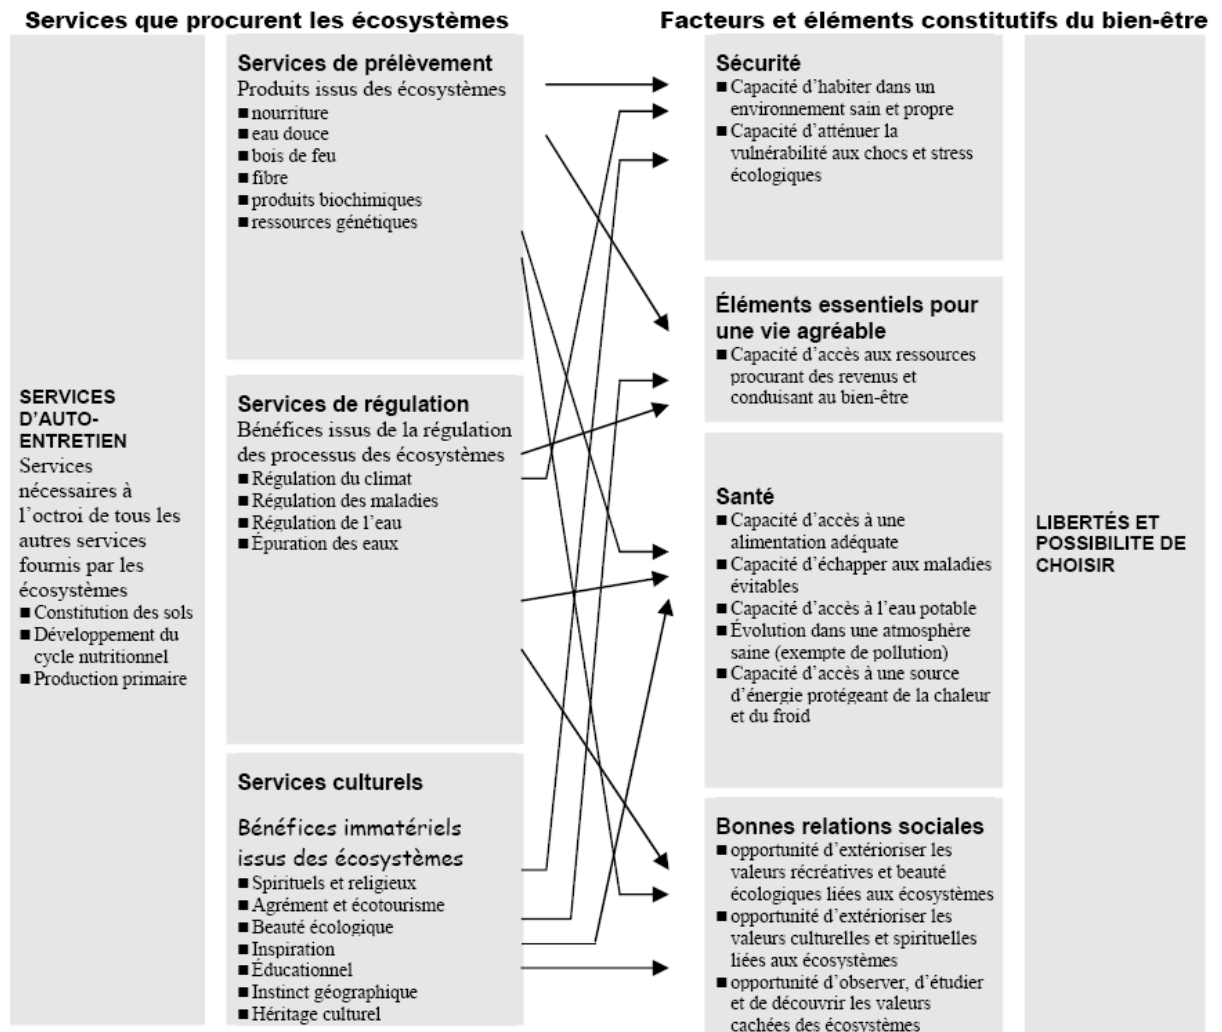 Services que procurent les écosystèmes
Facteurs et éléments constitutifs du bien-être
SERVICES
D'AUTO-
ENTRETIEN
Services
nécessaires à
l'octroi de tous les
autres services
fournis par les
écosystèmes
■ Constitution des sols
■ Développement du
cycle nutritionnel
■ Production primaire
Services de prélèvement
Produits issus des écosystèmes
■ nourriture
■ eau douce
■ bois de feu
■ fibre
■ produits biochimiques
■ ressources génétiques
Services de régulation
Bénéfices issus de la régulation
des processus des écosystèmes
■ Régulation du climat
■ Régulation des maladies
■ Régulation de l'eau
■ Épuration des eaux
Services culturels
Bénéfices immatériels
issus des écosystèmes
■ Spirituels et religieux
■ Agrément et écotourisme
■ Beauté écologique
■ Inspiration
■ Éducationnel
■ Instinct géographique
■ Héritage culturel
Sécurité
■ Capacité d'habiter dans un
environnement sain et propre
■ Capacité d'atténuer la
vulnérabilité aux chocs et stress
écologiques
Éléments essentiels pour
une vie agréable
■ Capacité d'accès aux ressources
procurant des revenus et
conduisant au bien-être
Santé
■ Capacité d'accès à une
alimentation adéquate
■ Capacité d'échapper aux maladies
évitables
■ Capacité d'accès à l'eau potable
■ Évolution dans une atmosphère
saine (exempte de pollution)
■ Capacité d'accès à une source
d'énergie protégeant de la chaleur
et du froid
Bonnes relations sociales
■ opportunité d'extérioriser les
valeurs récréatives et beauté
écologiques liées aux écosystèmes
■ opportunité d'extérioriser les
valeurs culturelles et spirituelles
liées aux écosystèmes
■ opportunité d'observer, d'étudier
et de découvrir les valeurs
cachées des écosystèmes
LIBERTÉS ET
POSSIBILITE DE
CHOISIR